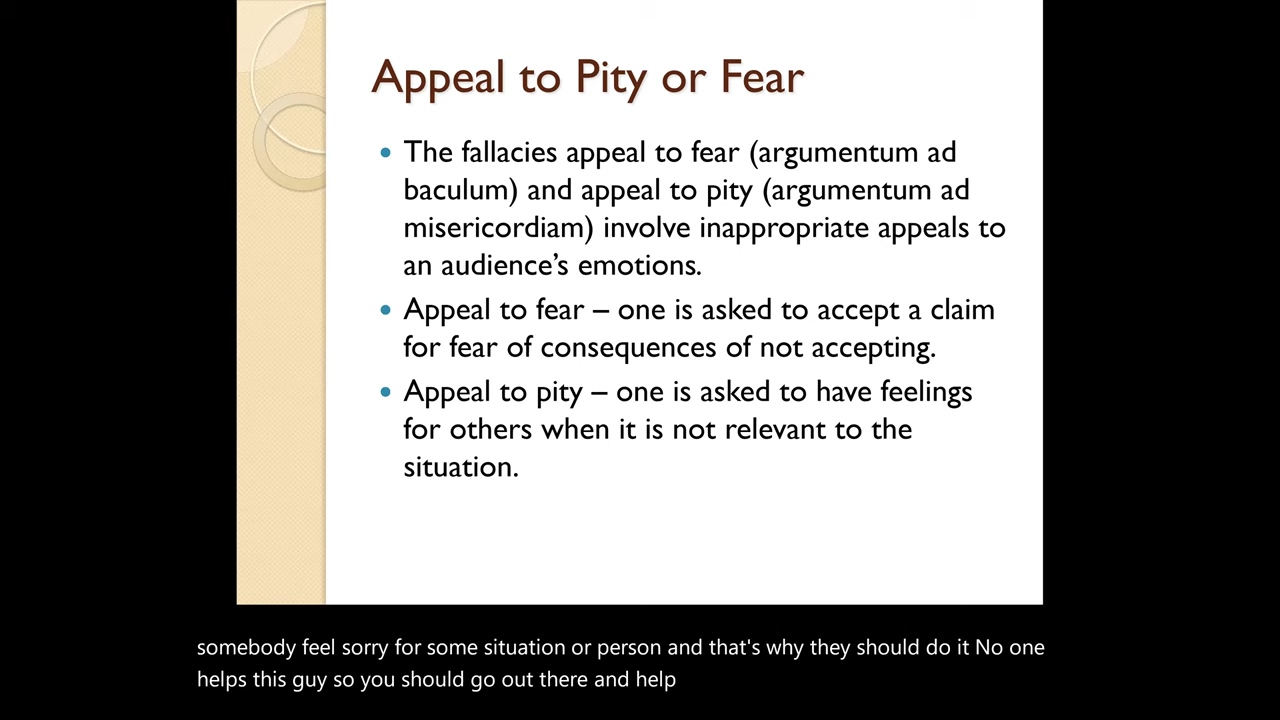 Appeal to Pity or Fear
• The fallacies appeal to fear (argumentum ad
baculum) and appeal to pity (argumentum ad
misericordiam) involve inappropriate appeals to
an audience’s emotions.
• Appeal to fear – one is asked to accept a claim
for fear of consequences of not accepting.
• Appeal to pity – one is asked to have feelings
for others when it is not relevant to the
situation.
somebody feel sorry for some situation or person and that's why they should do it No one
helps this guy so you should go out there and help